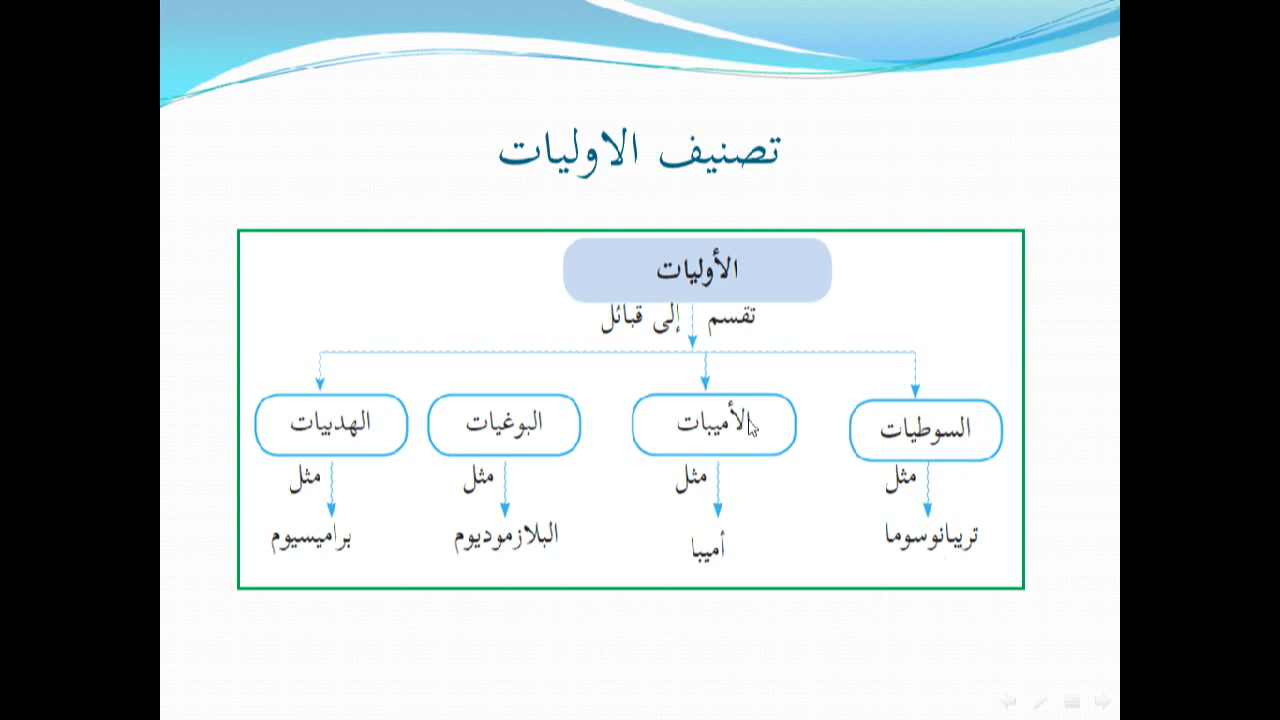 تصنيف الاوليات
الأوليات
تقسم إلى قبائل
السوطيات
الأميبات
البوغيات
الهدبيات
مثل
مثل
مثل
مثل
تريبانوسوما
أميبا
البلازموديوم
براميسيوم